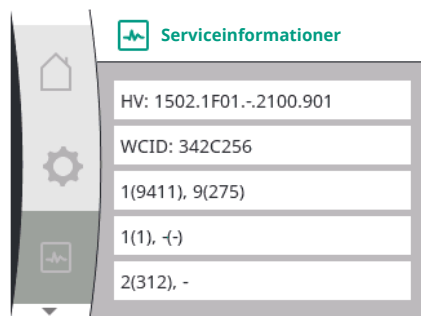 Serviceinformationer
HV: 1502.1F01.-.2100.901
WCID: 342C256
1(9411), 9(275)
1(1), -(-)
2(312), -